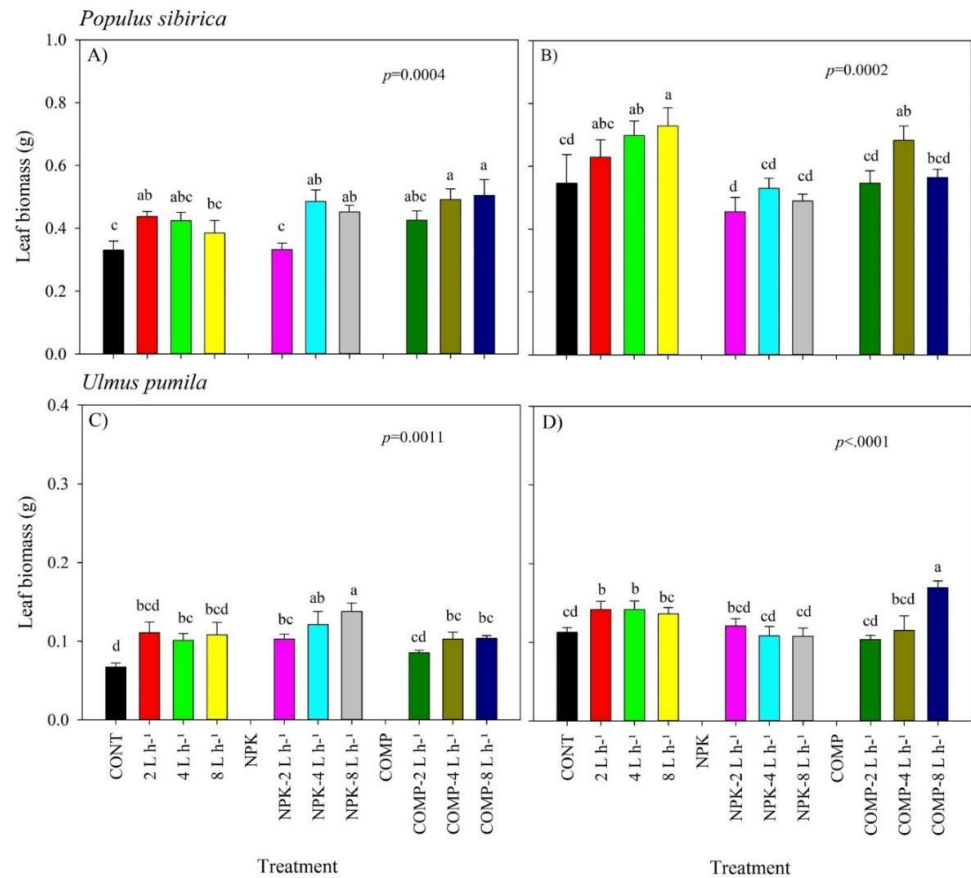 Populus sibirica
A)
p=0.0004
B)
p=0.0002
Leaf biomass (g)
1.0
0.8
0.6
0.4
0.2
0.0
c
ab
abc
bc
c
ab
ab
abc
a
a
cd
abc
ab
a
d
cd
cd
cd
ab
bcd
Ulmus pumila
C)
p=0.0011
D)
p<.0001
Leaf biomass (g)
0.4
0.3
0.2
0.1
0.0
d
bcd
bc
bcd
bc
ab
a
cd
bc
bc
cd
b
b
bc
bcd
cd
cd
cd
bcd
a
CONT
2 L h-1
4 L h-1
8 L h-1
NPK
NPK-2 L h-1
NPK-4 L h-1
NPK-8 L h-1
COMP
COMP-2 L h-1
COMP-4 L h-1
COMP-8 L h-1
CONT
2 L h-1
4 L h-1
8 L h-1
NPK
NPK-2 L h-1
NPK-4 L h-1
NPK-8 L h-1
COMP
COMP-2 L h-1
COMP-4 L h-1
COMP-8 L h-1
Treatment
Treatment